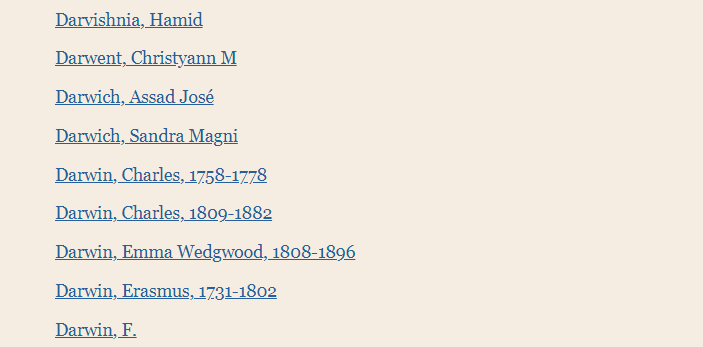 Darvishnia, Hamid
Darwent, Christyann M
Darwich, Assad José
Darwich, Sandra Magni
Darwin, Charles, 1758-1778
Darwin, Charles, 1809-1882
Darwin, Emma Wedgwood, 1808-1896
Darwin, Erasmus, 1731-1802
Darwin, F.